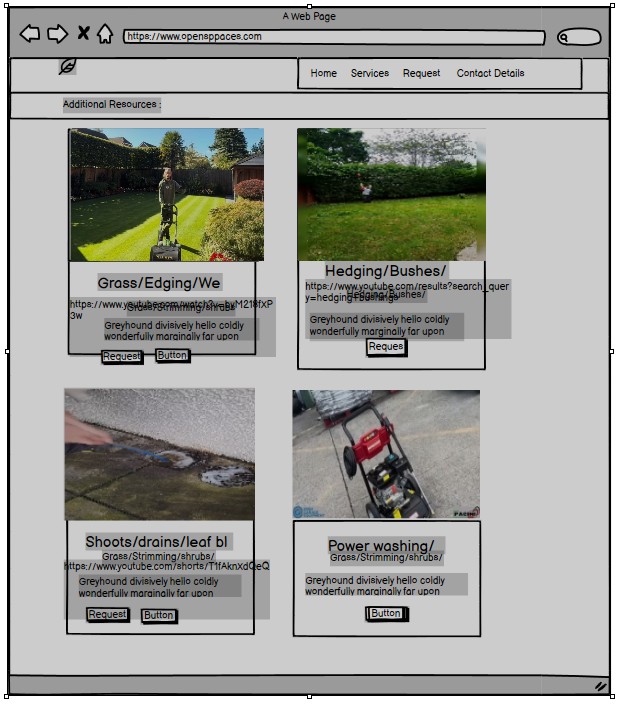 A Web Page
https://www.opensppaces.com
Home Services Request Contact Details
Additional Resources :
Grass/Edging/We
https://www.youtube.com/watch?v=
3w
Grass/Strimming/shrubs
Greyhound divisively hello coldly
wonderfully marginally far upon
Request Button
Hedging/Bushes/
https://www.youtube.com/results?search_quer
y=hedging+bushings
Hedging/Bushes/
Greyhound divisively hello coldly
wonderfully marginally far upon
Reques
Shoots/drains/leaf bl
Grass/Strimming/shrubs/
https://www.youtube.com/shorts/T1fAknXdQeQ
Greyhound divisively hello coldly
wonderfully marginally far upon
Request Button
Power washing/
Grass/Strimming/shrubs/
Greyhound divisively hello coldly
wonderfully marginally far upon
Button